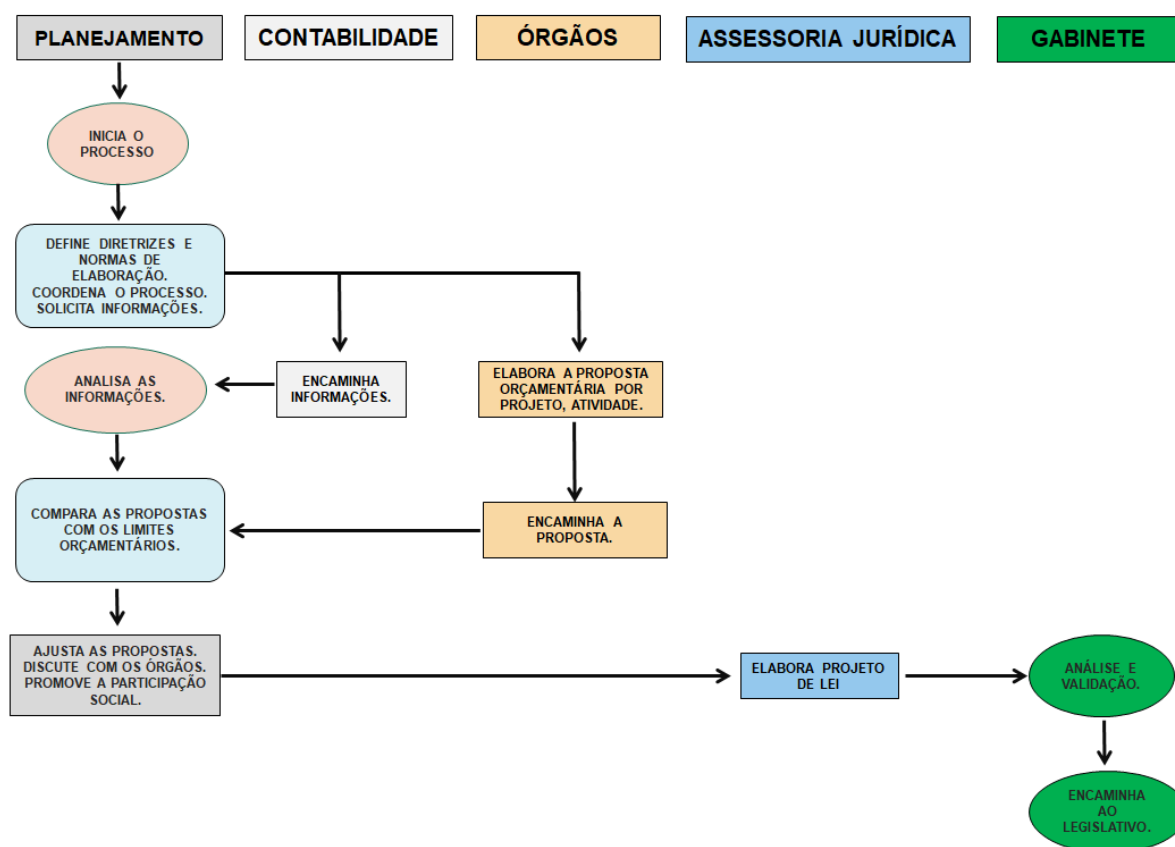 PLANEJAMENTO
CONTABILIDADE
ÓRGÃOS
ASSESSORIA JURÍDICA
GABINETE
INICIA O
PROCESSO
DEFINE DIRETRIZES E
NORMAS DE
ELABORAÇÃO.
COORDENA O PROCESSO.
SOLICITA INFORMAÇÕES.
ANALISA AS
INFORMAÇÕES.
ENCAMINHA
INFORMAÇÕES.
ELABORA A PROPOSTA
ORÇAMENTÁRIA POR
PROJETO, ATIVIDADE.
COMPARA AS PROPOSTAS
COM OS LIMITES
ORÇAMENTÁRIOS.
ENCAMINHA A
PROPOSTA.
AJUSTA AS PROPOSTAS.
DISCUTE COM OS ÓRGÃOS.
PROMOVE A PARTICIPAÇÃO
SOCIAL.
ELABORA PROJETO
DE LEI
ANÁLISE E
VALIDAÇÃO.
ENCAMINHA
AO
LEGISLATIVO.